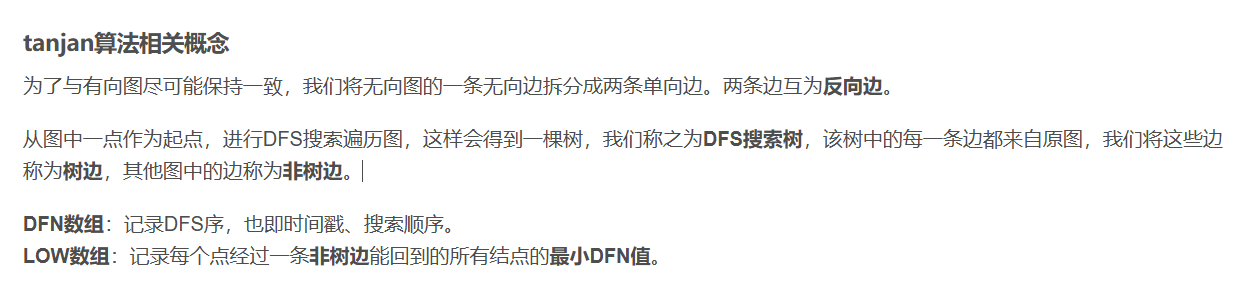 tanjan算法相关概念
为了与有向图尽可能保持一致，我们将无向图的一条无向边拆分成两条单向边。两条边互为反向边。
从图中一点作为起点，进行DFS搜索遍历图，这样会得到一棵树，我们称之为DFS搜索树，该树中的每一条边都来自原图，我们将这些边
称为树边，其他图中的边称为非树边。
DFN数组：记录DFS序，也即时间戳、搜索顺序。
LOW数组：记录每个点经过一条非树边能回到的所有结点的最小DFN值。